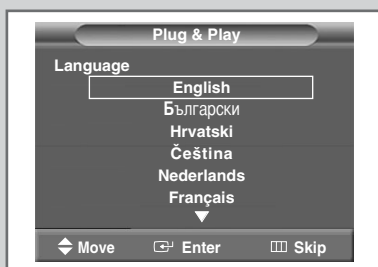 Plug & Play
Language
English
Български
Hrvatski
Čeština
Nederlands
Français
Move Enter Skip